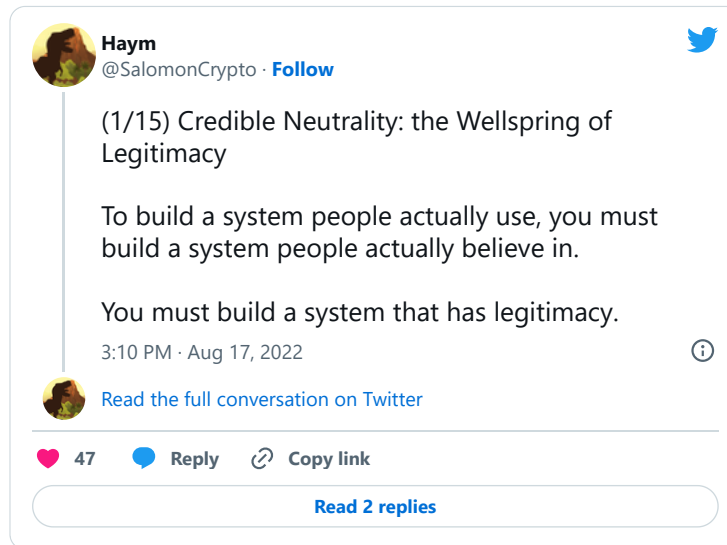 Haym
@SalomonCrypto · Follow
(1/15) Credible Neutrality: the Wellspring of
Legitimacy
To build a system people actually use, you must
build a system people actually believe in.
You must build a system that has legitimacy.
3:10 PM · Aug 17, 2022
Read the full conversation on Twitter
47 Reply Copy link
Read 2 replies